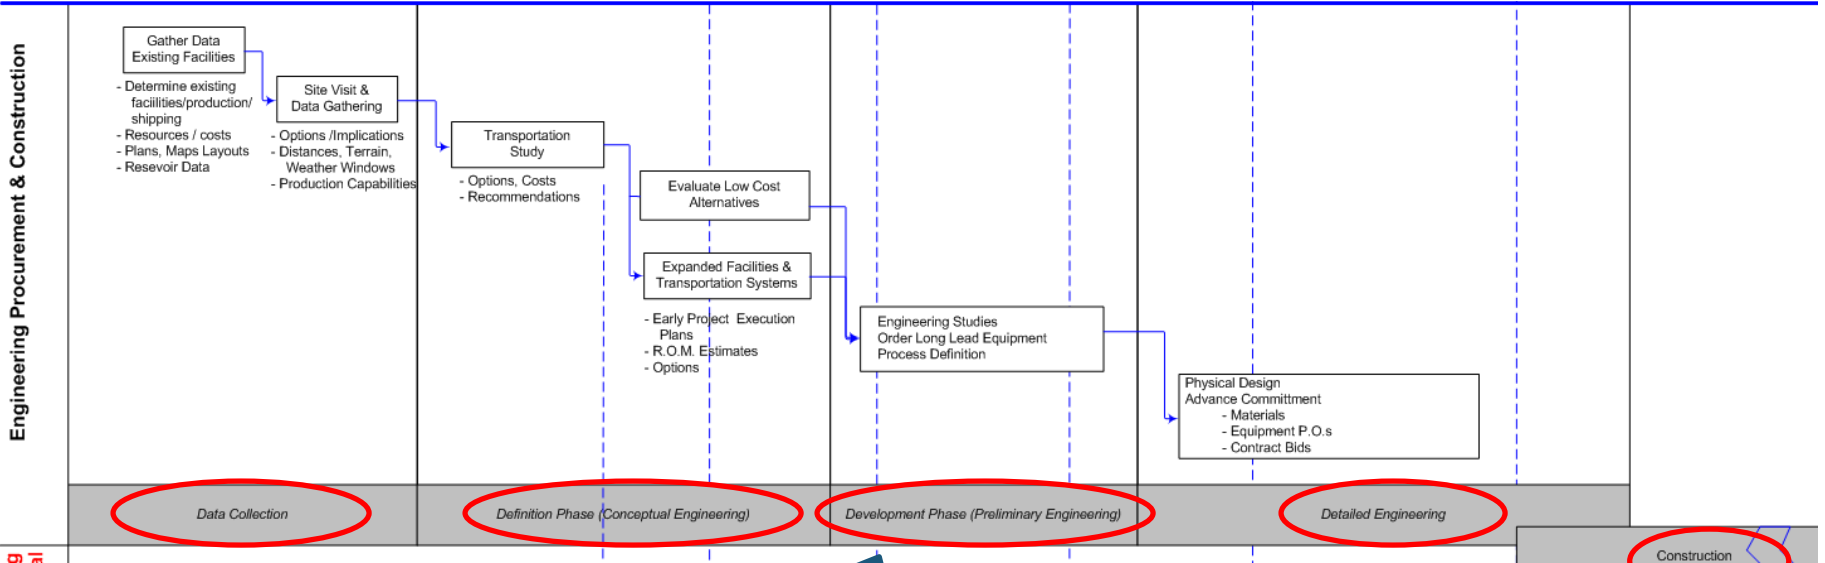 Engineering Procurement & Construction
Gather Data
Existing Facilities
- Determine existing
faciilities/production/
shipping
- Resources / costs
- Plans, Maps Layouts
- Resevoir Data
Site Visit &
Data Gathering
- Options /Implications
- Distances, Terrain,
Weather Windows
- Production Capabilities
Transportation
Study
- Options, Costs
- Recommendations
Evaluate Low Cost
Alternatives
Expanded Facilities &
Transportation Systems
- Early Project Execution
Plans
- R.O.M. Estimates
- Options
Engineering Studies
Order Long Lead Equipment
Process Definition
Physical Design
Advance Committment
- Materials
- Equipment P.O.s
- Contract Bids
Data Collection
Definition Phase (Conceptual Engineering)
Development Phase (Preliminary Engineering)
Detailed Engineering
Construction